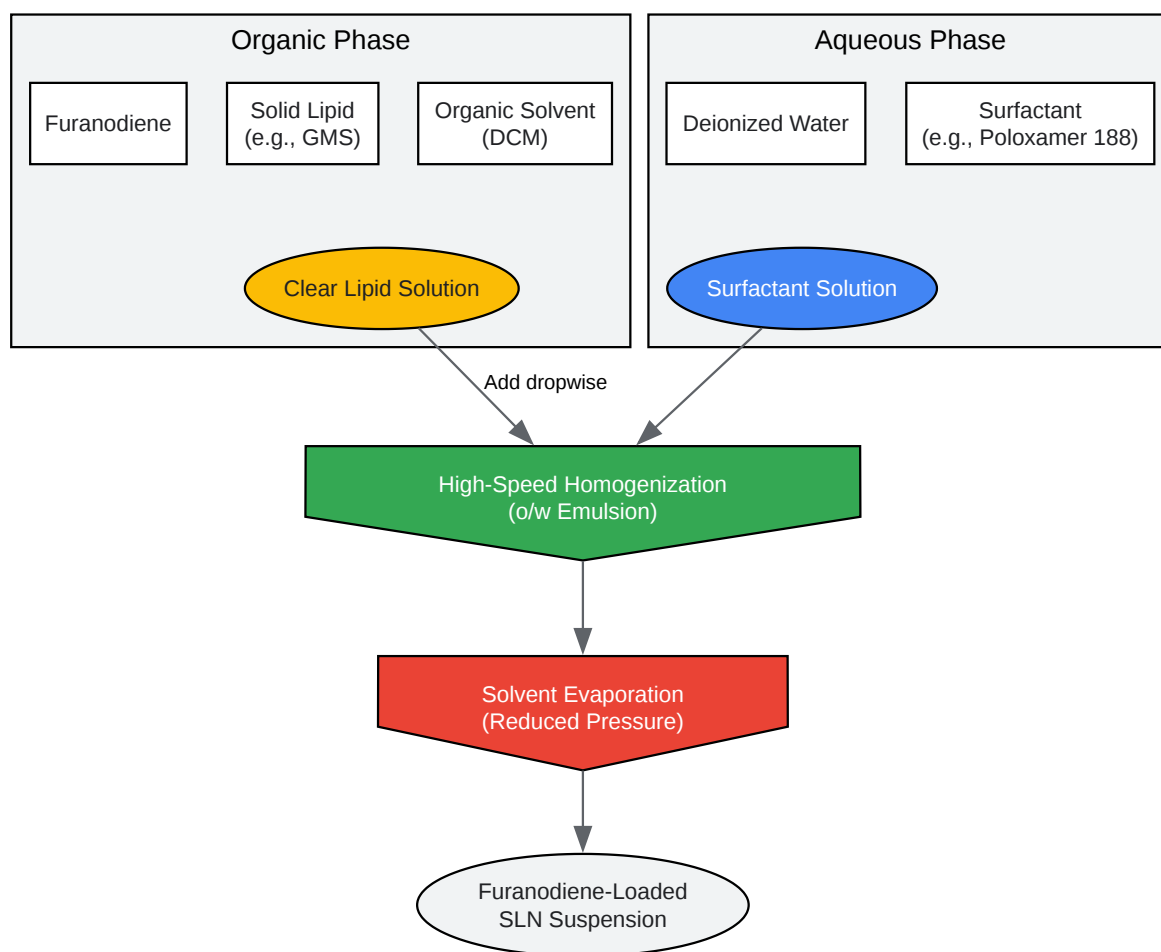 Organic Phase
Furanodiene
Solid Lipid
(e.g., GMS)
Organic Solvent
(DCM)
Clear Lipid Solution
Aqueous Phase
Deionized Water
Surfactant
(e.g., Poloxamer 188)
Surfactant Solution
Add dropwise
High-Speed Homogenization
(o/w Emulsion)
Solvent Evaporation
(Reduced Pressure)
Furanodiene-Loaded
SLN Suspension